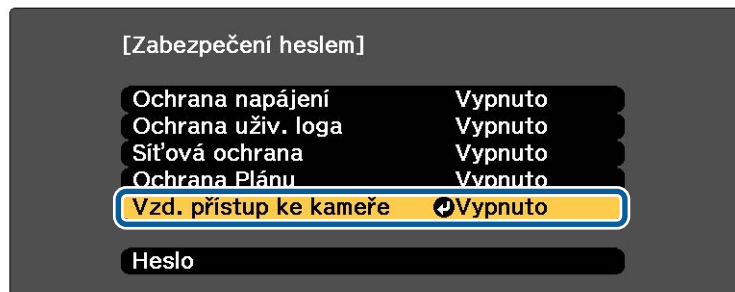 [Zabezpečení heslem]
Ochrana napájení Vypnuto
Ochrana uživ. loga Vypnuto
Síťová ochrana Vypnuto
Ochrana Plánu Vypnuto
Vzd. přístup ke kameře Vypnuto
Heslo